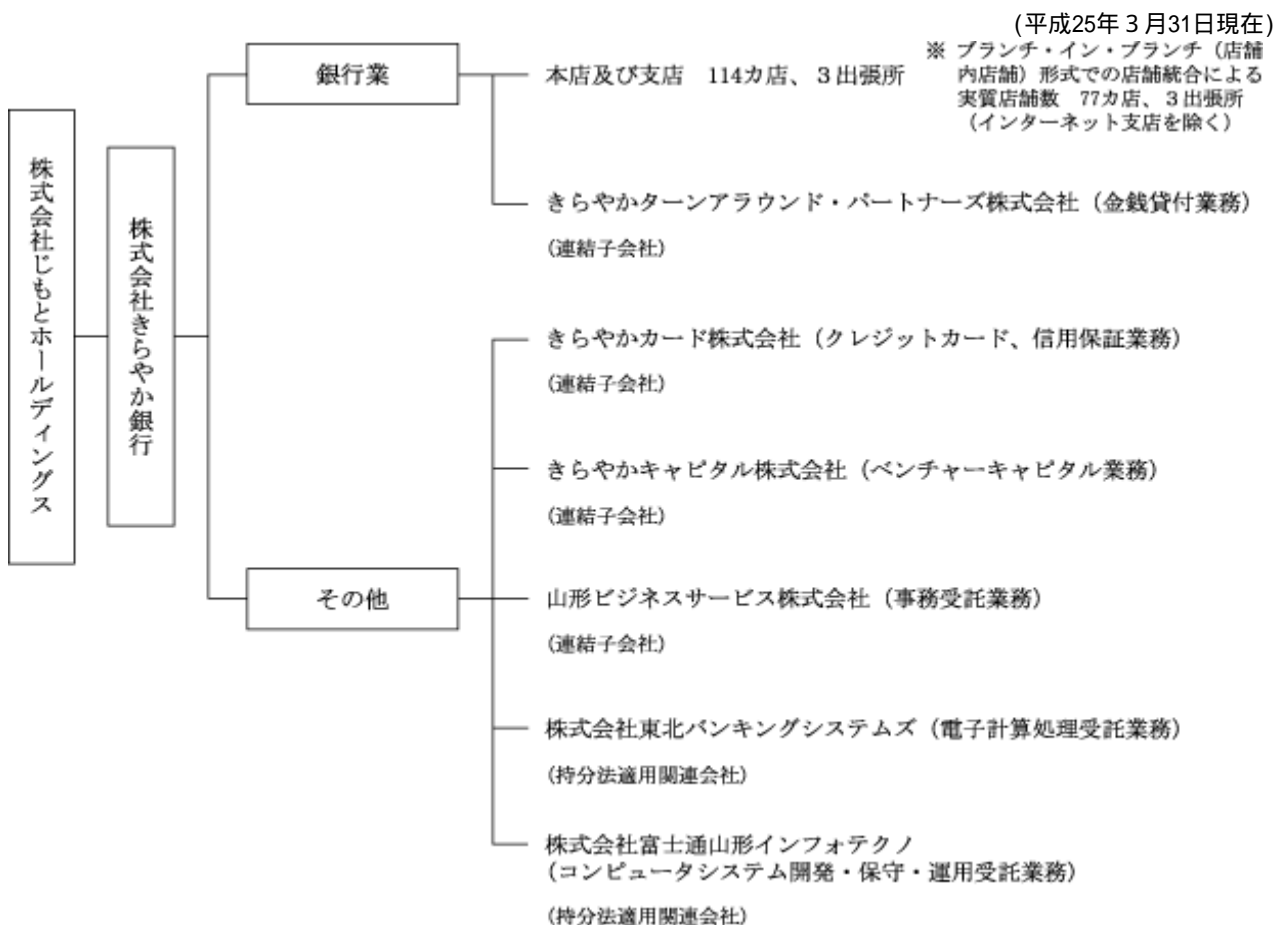 (平成25年３月31日現在)
株式会社じもとホールディングス
株式会社きらやか銀行
銀行業
本店及び支店　114カ店、３出張所
※ ブランチ・イン・ブランチ（店舗
内店舗）形式での店舗統合による
実質店舗数　77カ店、３出張所
（インターネット支店を除く）
きらやかターンアラウンド・パートナーズ株式会社（金銭貸付業務）
（連結子会社）
その他
きらやかカード株式会社（クレジットカード、信用保証業務）
（連結子会社）
きらやかキャピタル株式会社（ベンチャーキャピタル業務）
（連結子会社）
山形ビジネスサービス株式会社（事務受託業務）
（連結子会社）
株式会社東北バンキングシステムズ（電子計算処理受託業務）
（持分法適用関連会社）
株式会社富士通山形インフォテクノ
（コンピュータシステム開発・保守・運用受託業務）
（持分法適用関連会社）